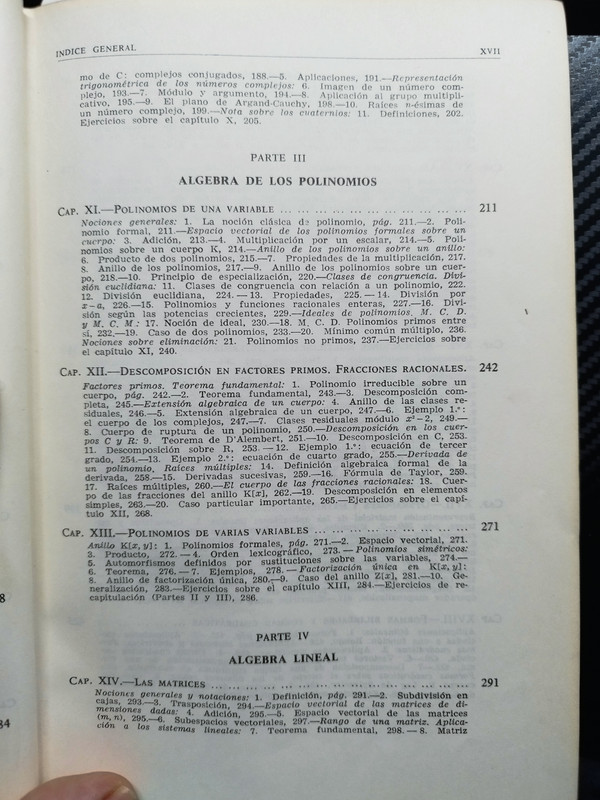 INDICE GENERAL XVII
mo de C: complejos conjugados, 188.—5. Aplicaciones, 191.—Representación
trigonométrica de los números complejos: 6. Imagen de un número com-
plejo, 193.—7. Módulo y argumento, 194.—8. Aplicación al grupo multipli-
cativo, 195.—9. El plano de Argand-Cauchy, 198.—10. Raíces n-ésimas de
un número complejo, 199.—Nota sobre los cuaternios: 11. Definiciones, 202.
Ejercicios sobre el capítulo X, 205.
PARTE III
ALGEBRA DE LOS POLINOMIOS
CAP. XI.—POLINOMIOS DE UNA VARIABLE ... ... ... ... ... ... ... ... ... ... 211
Nociones generales: 1. La noción clásica de polinomio, pág. 211.—2. Poli-
nomio formal, 211.—Espacio vectorial de los polinomios formales sobre un
cuerpo: 3. Adición, 213.—4. Multiplicación por un escalar, 214.—5. Poli-
nomios sobre un cuerpo K, 214.—Anillo de los polinomios sobre un anillo:
6. Producto de dos polinomios, 215.—7. Propiedades de la multiplicación, 217.
8. Anillo de los polinomios, 217.—9. Anillo de los polinomios sobre un cuer-
po, 218.—10. Principio de especialización, 220.—Clases de congruencia. Divi-
sión euclidiana: 11. Clases de congruencia con relación a un polinomio, 222.
12. División euclidiana, 224.—13. Propiedades, 225.—14. División por
x—a, 226.—15. Polinomios y funciones racionales enteras, 227.—16. Divi-
sión según las potencias crecientes, 229.—Ideales de polinomios. M. C. D.
y M. C. M.: 17. Noción de ideal, 230.—18. M. C. D. Polinomios primos entre
sí, 232.—19. Caso de dos polinomios, 233.—20. Mínimo común múltiplo, 236.
Nociones sobre eliminación: 21. Polinomios no primos, 237.—Ejercicios sobre
el capítulo XI, 240.
CAP. XII.—DESCOMPOSICIÓN EN FACTORES PRIMOS. FRACCIONES RACIONALES. 242
Factores primos. Teorema fundamental: 1. Polinomio irreducible sobre un
cuerpo, pág. 242.—2. Teorema fundamental, 243.—3. Descomposición com-
pleta, 245.—Extensión algebraica de un cuerpo: 4. Anillo de las clases re-
siduales, 246.—5. Extensión algebraica de un cuerpo, 247.—6. Ejemplo 1.º:
el cuerpo de los complejos, 247.—7. Clases residuales módulo x²—2, 249.—
8. Cuerpo de ruptura de un polinomio, 250.—Descomposición en los cuer-
pos C y R: 9. Teorema de D'Alembert, 251.—10. Descomposición en C, 253.
11. Descomposición sobre R, 253.—12. Ejemplo 1.º: ecuación de tercer
grado, 254.—13. Ejemplo 2.º: ecuación de cuarto grado, 255.—Derivada de
un polinomio. Raíces múltiples: 14. Definición algebraica formal de la
derivada, 258.—15. Derivadas sucesivas, 259.—16. Fórmula de Taylor, 259.
17. Raíces múltiples, 260.—El cuerpo de las fracciones racionales: 18. Cuer-
po de las fracciones del anillo K[x], 262.—19. Descomposición en elementos
simples, 263.—20. Caso particular importante, 265.—Ejercicios sobre el capí-
tulo XII, 268.
CAP. XIII.—POLINOMIOS DE VARIAS VARIABLES ... ... ... ... ... ... ... ... 271
Anillo K[x, y]: 1. Polinomios formales, pág. 271.—2. Espacio vectorial, 271.
3. Producto, 272.—4. Orden lexicográfico, 273.—Polinomios simétricos:
5. Automorfismos definidos por sustituciones sobre las variables, 274.—
6. Teorema, 276.—7. Ejemplos, 278.—Factorización única en K[x, y]:
8. Anillo de factorización única, 280.—9. Caso del anillo Z[x], 281.—10. Ge-
neralización, 283.—Ejercicios sobre el capítulo XIII, 284.—Ejercicios de re-
capitulación (Partes II y III), 286.
PARTE IV
ALGEBRA LINEAL
CAP. XIV.—LAS MATRICES ... ... ... ... ... ... ... ... ... ... ... ... ... 291
Nociones generales y notaciones: 1. Definición, pág. 291.—2. Subdivisión en
cajas, 293.—3. Trasposición, 294.—Espacio vectorial de las matrices de di-
mensiones dadas: 4. Adición, 295.—5. Espacio vectorial de las matrices
(m, n), 295.—6. Subespacios vectoriales, 297.—Rango de una matriz. Aplica-
ción a los sistemas lineales: 7. Teorema fundamental, 298.—8. Matriz
8
84